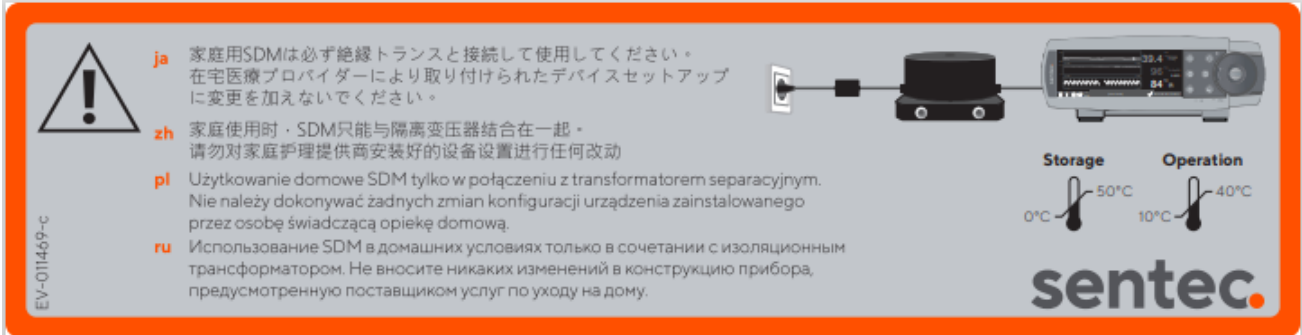 ja 家庭用SDMは必ず絶縁トランスと接続して使用してください。
在宅医療プロバイダーにより取り付けられたデバイスセットアップ
に変更を加えないでください。
zh 家庭使用时，SDM只能与隔离变压器结合在一起。
请勿对家庭护理提供商安装好的设备设置进行任何改动
pl Użytkowanie domowe SDM tylko w połączeniu z transformatorem separacyjnym.
Nie należy dokonywać żadnych zmian konfiguracji urządzenia zainstalowanego
przez osobę świadczącą opiekę domową.
ru Использование SDM в домашних условиях только в сочетании с изоляционным
трансформатором. Не вносите никаких изменений в конструкцию прибора,
предусмотренную поставщиком услуг по уходу на дому.
EV-011469-c
39.4
96
84
Storage
50°C
0°C
Operation
40°C
10°C
sentec.